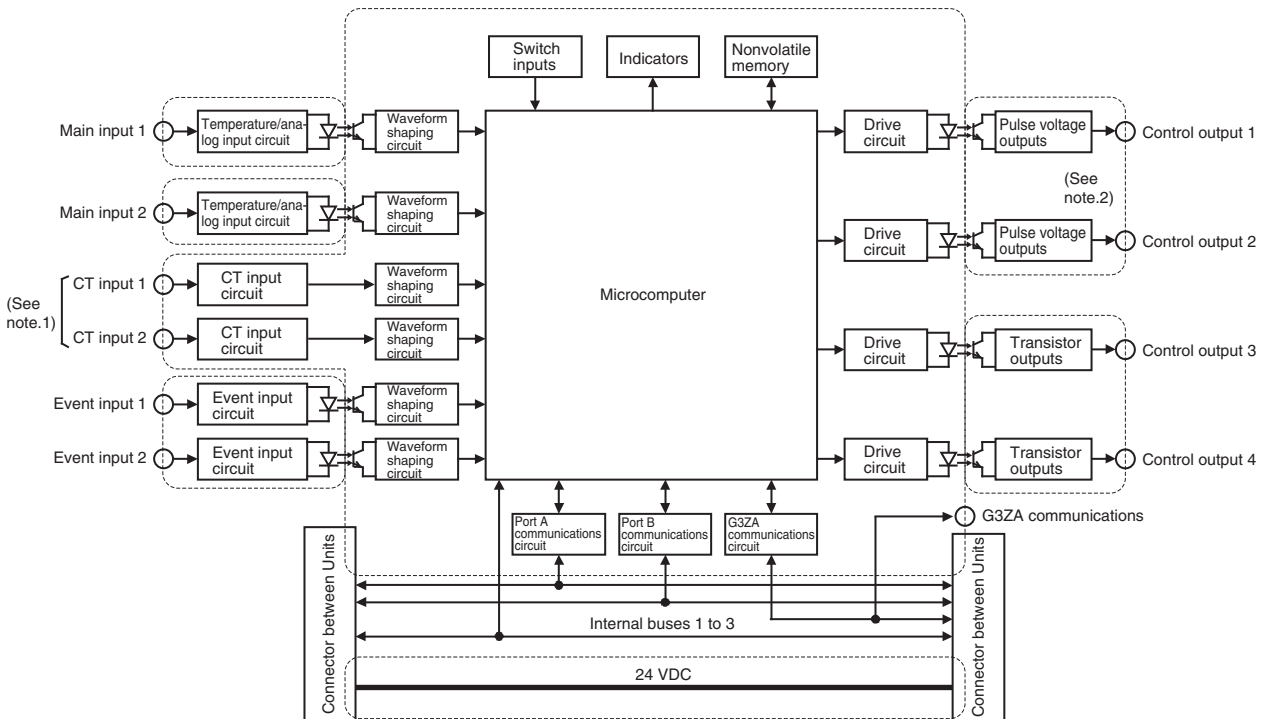 Switch
inputs
Indicators
Nonvolatile
memory
Main input 1
Temperature/ana-
log input circuit
Waveform
shaping
circuit
Drive
circuit
Pulse voltage
outputs
Control output 1
(See
note.2)
Main input 2
Temperature/ana-
log input circuit
Waveform
shaping
circuit
Drive
circuit
Pulse voltage
outputs
Control output 2
(See
note.1)
CT input 1
CT input
circuit
Waveform
shaping
circuit
Microcomputer
CT input 2
CT input
circuit
Waveform
shaping
circuit
Drive
circuit
Transistor
outputs
Control output 3
Event input 1
Event input
circuit
Waveform
shaping
circuit
Event input 2
Event input
circuit
Waveform
shaping
circuit
Drive
circuit
Transistor
outputs
Control output 4
Port A
communications
circuit
Port B
communications
circuit
G3ZA
communications
circuit
G3ZA communications
Connector between Units
Internal buses 1 to 3
24 VDC
Connector between Units